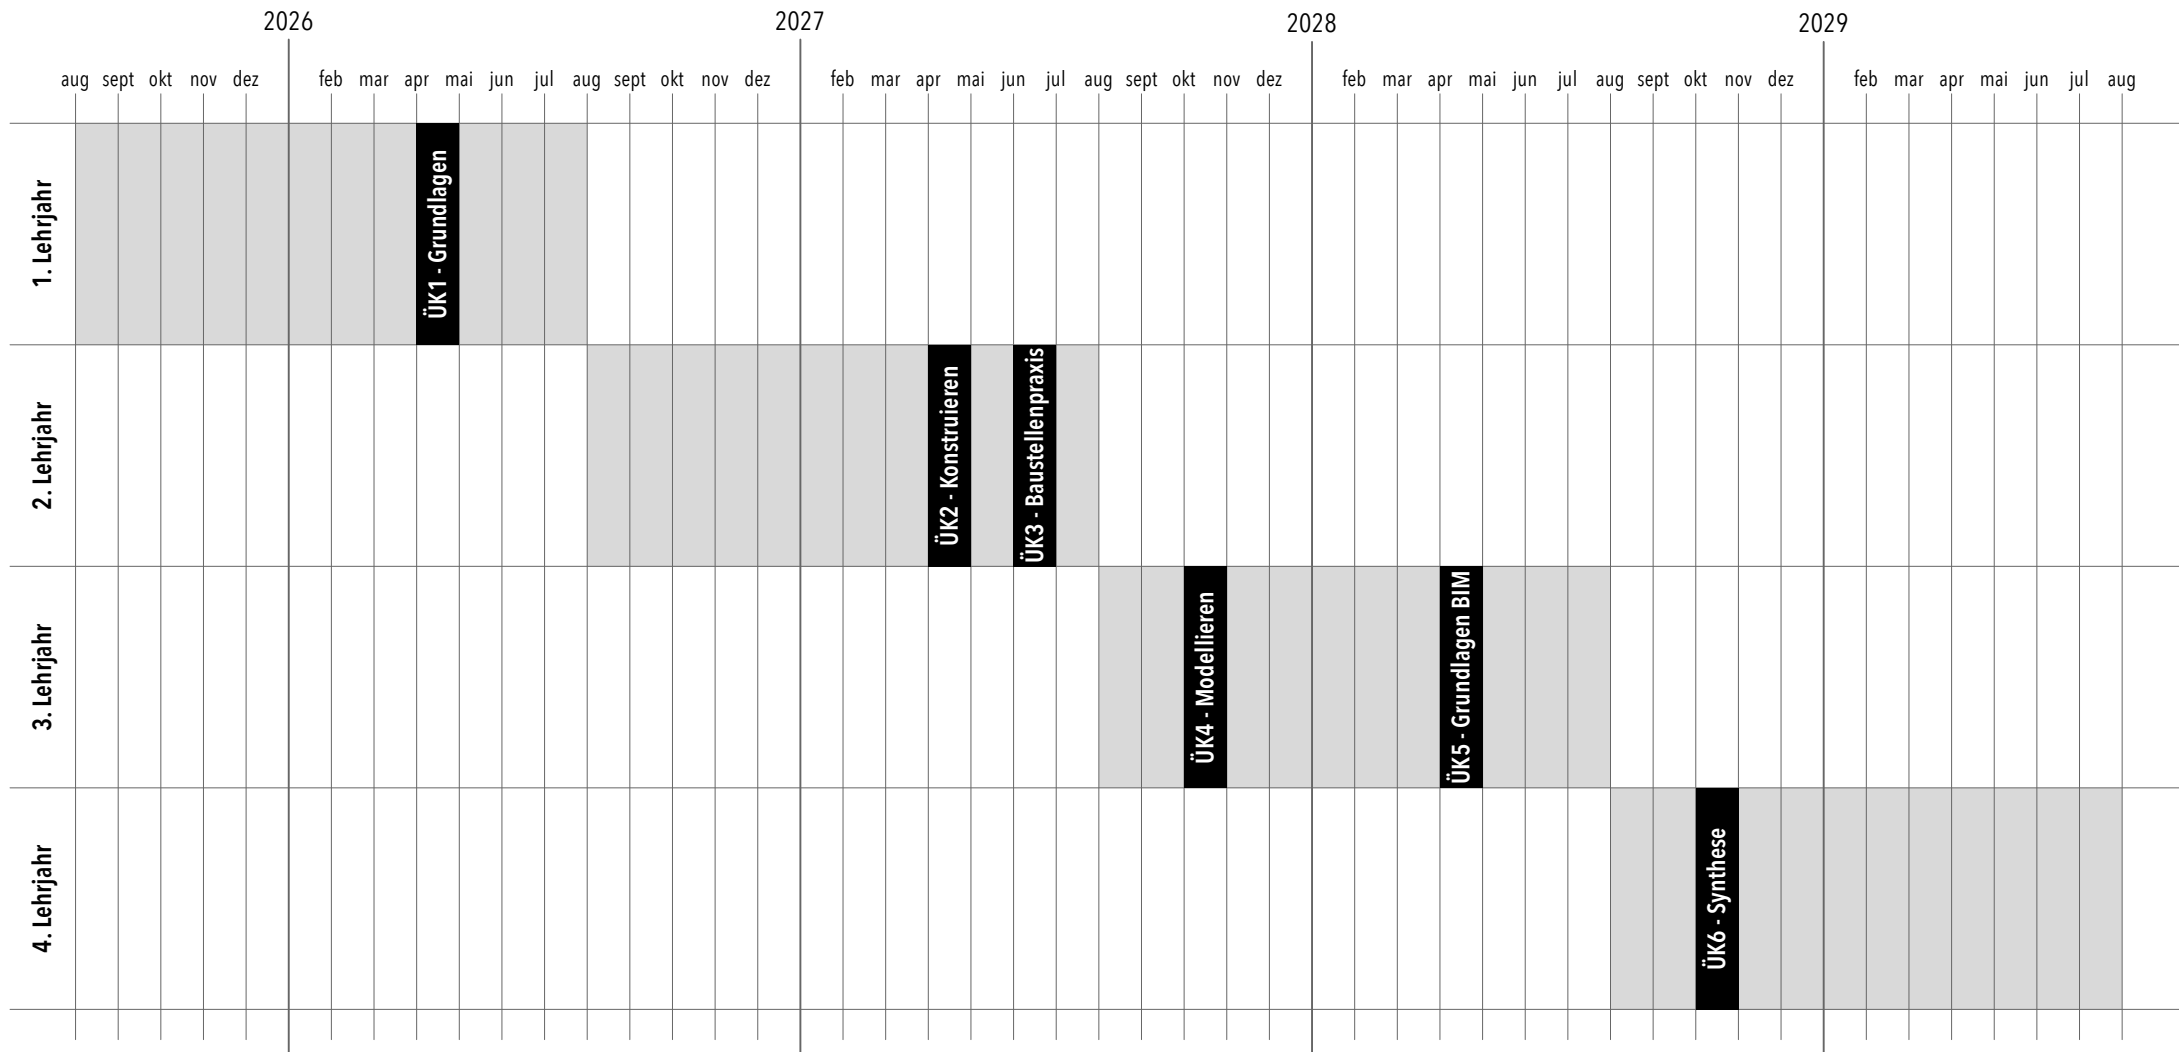 2026 2027 2028 2029
aug sept okt nov dez feb mar apr mai jun jul aug sept okt nov dez feb mar apr mai jun jul aug sept okt nov dez feb mar apr mai jun jul aug sept okt nov dez feb mar apr mai jun jul aug
1. Lehrjahr
ÜK1 - Grundlagen
2. Lehrjahr
ÜK2 - Konstruieren
ÜK3 - Baustellenpraxis
3. Lehrjahr
ÜK4 - Modellieren
ÜK5 - Grundlagen BIM
4. Lehrjahr
ÜK6 - Synthese